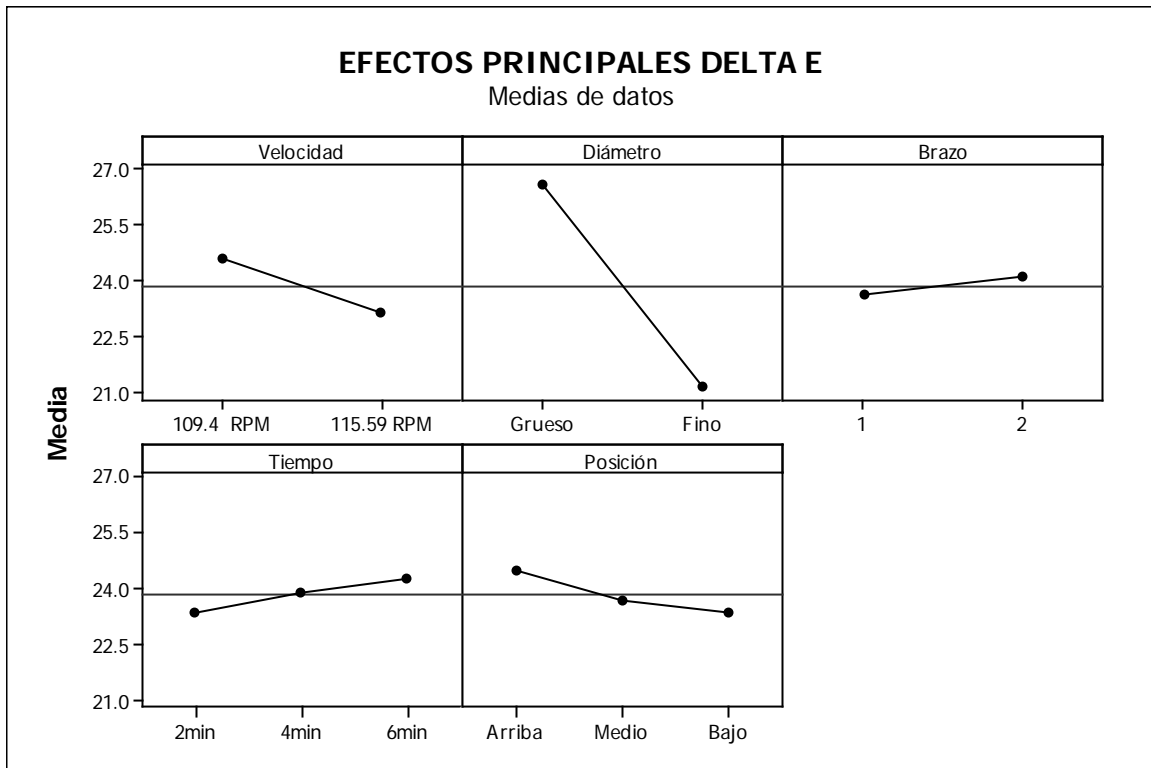 EFECTOS PRINCIPALES DELTA E
Medias de datos
Velocidad Diámetro Brazo
27.0
25.5
24.0
22.5
21.0
109.4 RPM 115.59 RPM Grueso Fino 1 2
Media
Tiempo Posición
27.0
25.5
24.0
22.5
21.0
2min 4min 6min Arriba Medio Bajo